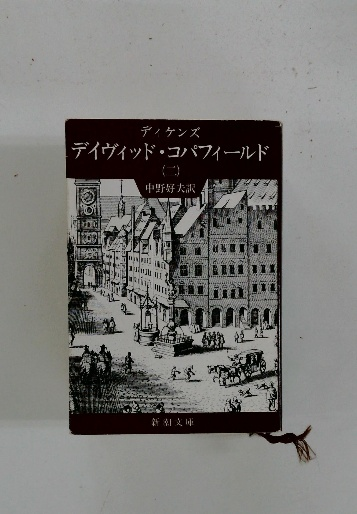 ディケンズ
デイヴィッド・コパフィールド
(二)
中野好夫訳
新潮文庫